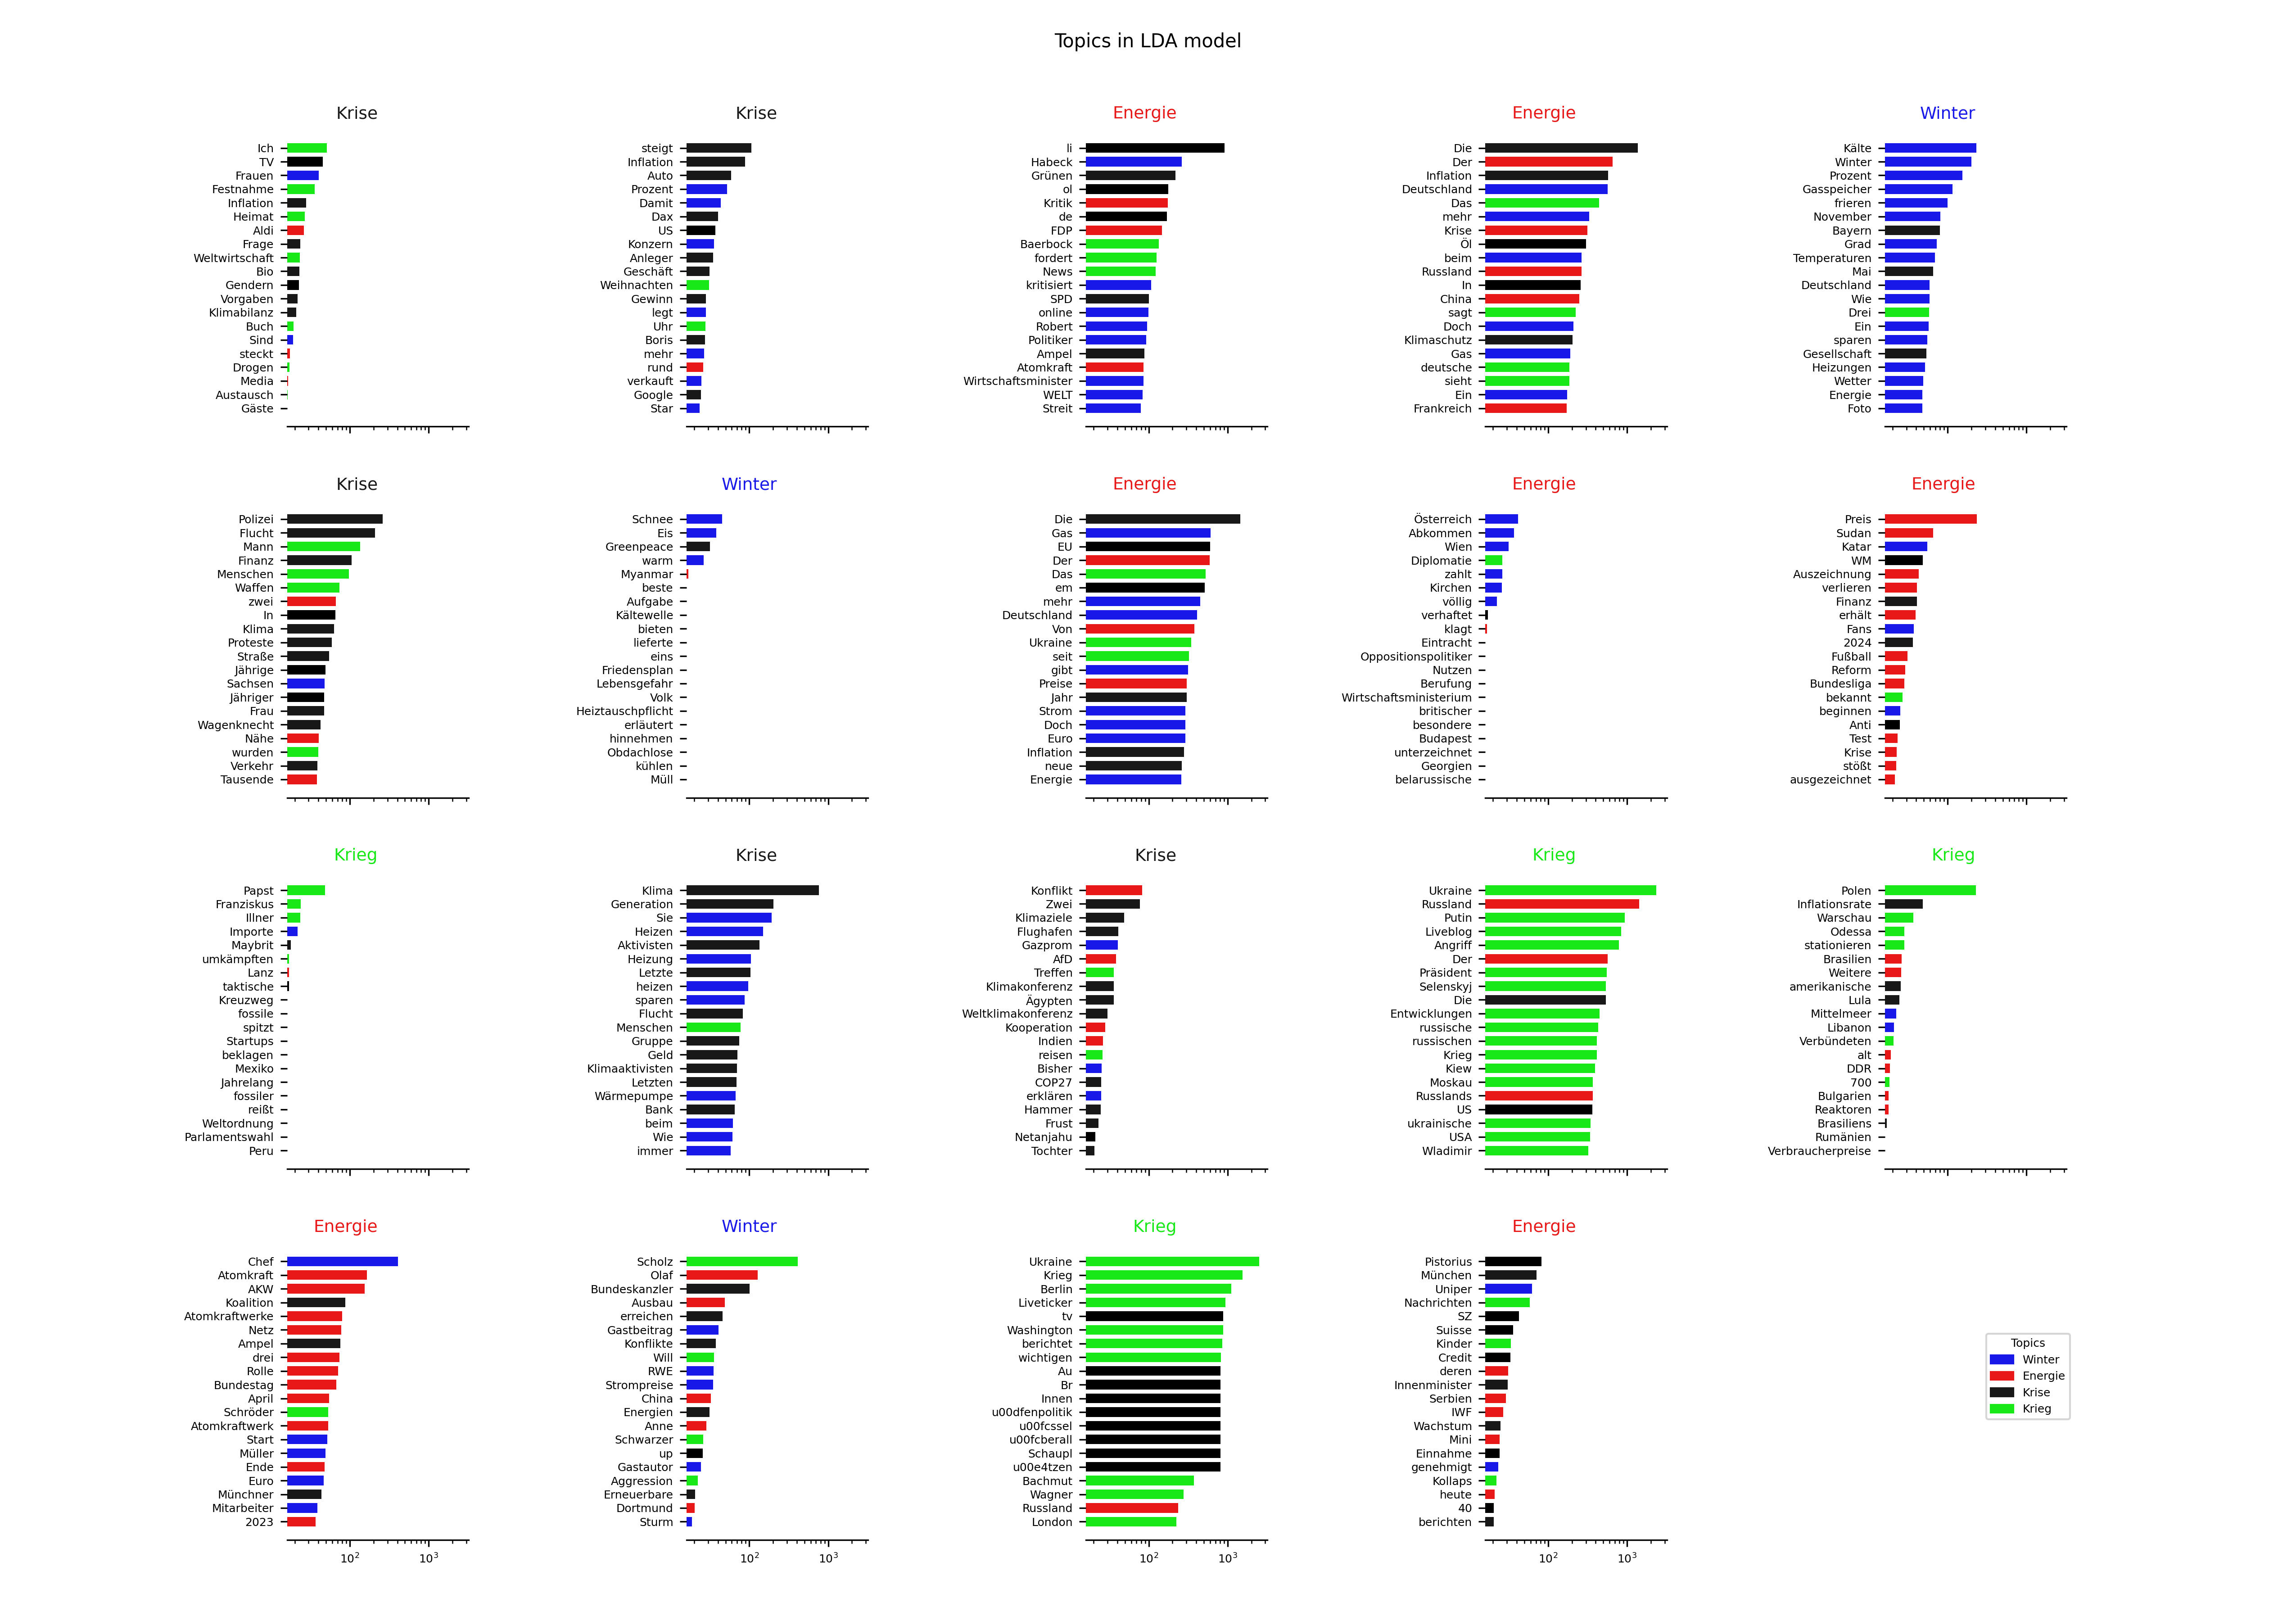 Topics in LDA model
Krise
Ich
TV
Frauen
Festnahme
Inflation
Heimat
Aldi
Frage
Weltwirtschaft
Bio
Gendern
Vorgaben
Klimabilanz
Buch
Sind
steckt
Drogen
Media
Austausch
Gäste
Krise
steigt
Inflation
Auto
Prozent
Damit
Dax
US
Konzern
Anleger
Geschäft
Weihnachten
Gewinn
legt
Uhr
Boris
mehr
rund
verkauft
Google
Star
Energie
li
Habeck
Grünen
ol
Kritik
de
FDP
Baerbock
fordert
News
kritisiert
SPD
online
Robert
Politiker
Ampel
Atomkraft
Wirtschaftsminister
WELT
Streit
Energie
Die
Der
Inflation
Deutschland
Das
mehr
Krise
Öl
beim
Russland
In
China
sagt
Doch
Klimaschutz
Gas
deutsche
sieht
Ein
Frankreich
Winter
Kälte
Winter
Prozent
Gasspeicher
frieren
November
Bayern
Grad
Temperaturen
Mai
Deutschland
Wie
Drei
Ein
sparen
Gesellschaft
Heizungen
Wetter
Energie
Foto
Krise
Polizei
Flucht
Mann
Finanz
Menschen
Waffen
zwei
In
Klima
Proteste
Straße
Jährige
Sachsen
Jähriger
Frau
Wagenknecht
Nähe
wurden
Verkehr
Tausende
Winter
Schnee
Eis
Greenpeace
warm
Myanmar
beste
Aufgabe
Kältewelle
bieten
lieferte
eins
Friedensplan
Lebensgefahr
Volk
Heiztauschpflicht
erläutert
hinnehmen
Obdachlose
kühlen
Müll
Energie
Die
Gas
EU
Der
Das
em
mehr
Deutschland
Von
Ukraine
seit
gibt
Preise
Jahr
Strom
Doch
Euro
Inflation
neue
Energie
Energie
Österreich
Abkommen
Wien
Diplomatie
zahlt
Kirchen
völlig
verhaftet
klagt
Eintracht
Oppositionspolitiker
Nutzen
Berufung
Wirtschaftsministerium
britischer
besondere
Budapest
unterzeichnet
Georgien
belarussische
Energie
Preis
Sudan
Katar
WM
Auszeichnung
verlieren
Finanz
erhält
Fans
2024
Fußball
Reform
Bundesliga
bekannt
beginnen
Anti
Test
Krise
stößt
ausgezeichnet
Krieg
Papst
Franziskus
Illner
Importe
Maybrit
umkämpften
Lanz
taktische
Kreuzweg
fossile
spitzt
Startups
beklagen
Mexiko
Jahrelang
fossiler
reißt
Weltordnung
Parlamentswahl
Peru
Krise
Klima
Generation
Sie
Heizen
Aktivisten
Heizung
Letzte
heizen
sparen
Flucht
Menschen
Gruppe
Geld
Klimaaktivisten
Letzten
Wärmepumpe
Bank
beim
Wie
immer
Krise
Konflikt
Zwei
Klimaziele
Flughafen
Gazprom
AfD
Treffen
Klimakonferenz
Ägypten
Weltklimakonferenz
Kooperation
Indien
reisen
Bisher
COP27
erklären
Hammer
Frust
Netanjahu
Tochter
Krieg
Ukraine
Russland
Putin
Liveblog
Angriff
Der
Präsident
Selenskyj
Die
Entwicklungen
russische
russischen
Krieg
Kiew
Moskau
Russlands
US
ukrainische
USA
Wladimir
Krieg
Polen
Inflationsrate
Warschau
Odessa
stationieren
Brasilien
Weitere
amerikanische
Lula
Mittelmeer
Libanon
Verbündeten
alt
DDR
700
Bulgarien
Reaktoren
Brasiliens
Rumänien
Verbraucherpreise
Energie
Chef
Atomkraft
AKW
Koalition
Atomkraftwerke
Netz
Ampel
drei
Rolle
Bundestag
April
Schröder
Atomkraftwerk
Start
Müller
Ende
Euro
Münchner
Mitarbeiter
2023
10² 10³
Winter
Scholz
Olaf
Bundeskanzler
Ausbau
erreichen
Gastbeitrag
Konflikte
Will
RWE
Strompreise
China
Energien
Anne
Schwarzer
up
Gastautor
Aggression
Erneuerbare
Dortmund
Sturm
10² 10³
Krieg
Ukraine
Krieg
Berlin
Liveticker
tv
Washington
berichtet
wichtigen
Au
Br
Innen
u00dfenpolitik
u00fcssel
u00fcberall
Schaupl
u00e4tzen
Bachmut
Wagner
Russland
London
10² 10³
Energie
Pistorius
München
Uniper
Nachrichten
SZ
Suisse
Kinder
Credit
deren
Innenminister
Serbien
IWF
Wachstum
Mini
Einnahme
genehmigt
Kollaps
heute
40
berichten
10² 10³
Topics
Winter
Energie
Krise
Krieg